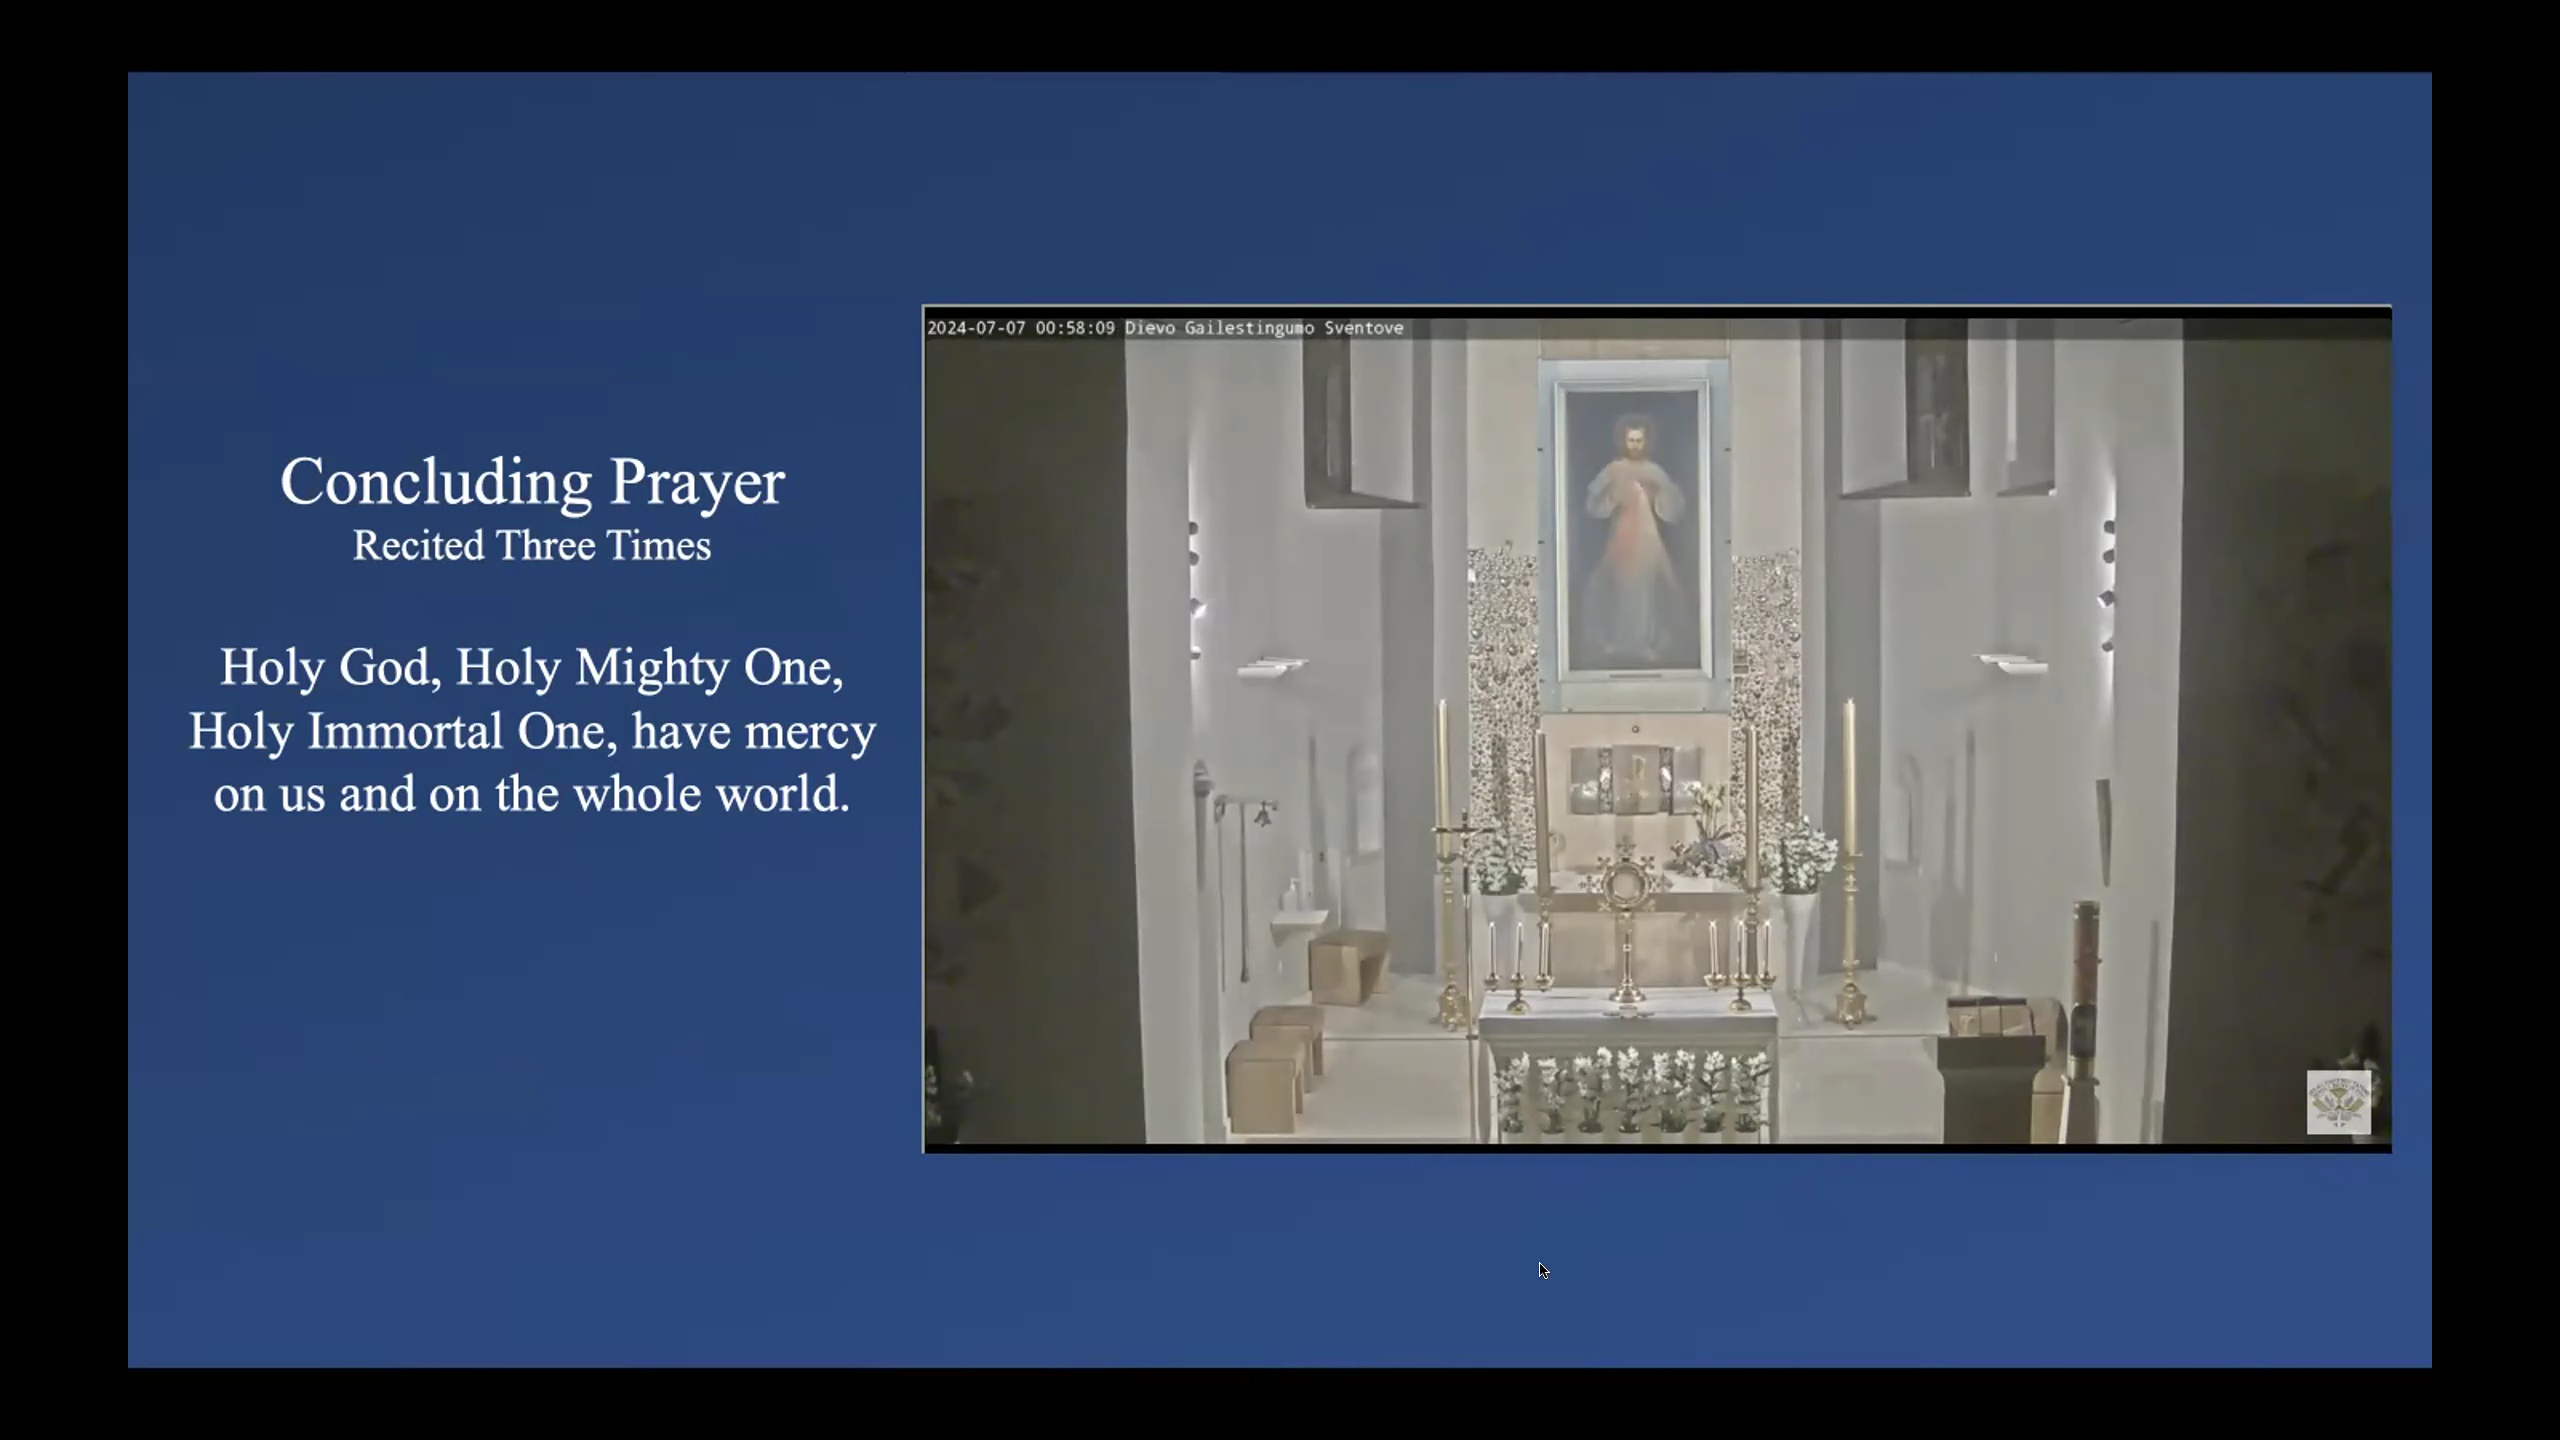 Concluding Prayer
Recited Three Times
Holy God, Holy Mighty One,
Holy Immortal One, have mercy
on us and on the whole world.
2024-07-07 00:58:09 Dievo Gailestingumo Sventove